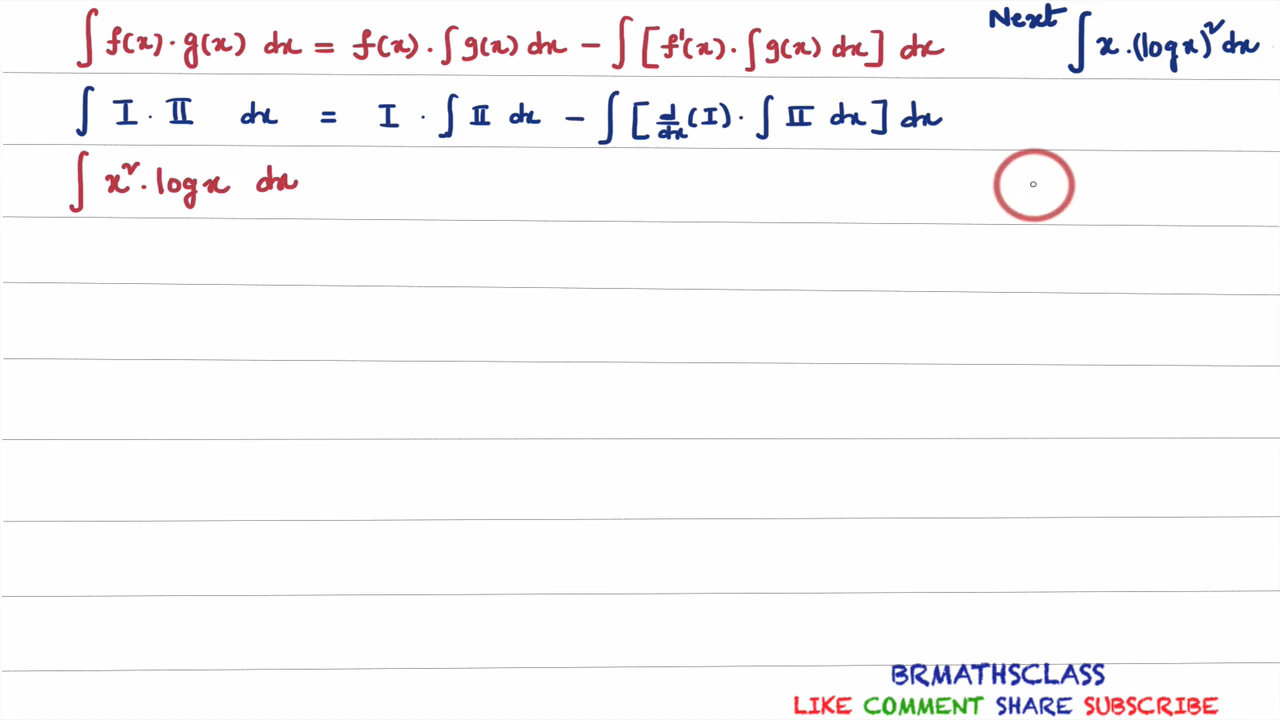 ∫ f(x)·g(x) dx = f(x)·∫g(x) dx − ∫[f'(x)·∫g(x) dx] dx
Next ∫ x·(log x)² dx
∫ I · II dx = I · ∫ II dx − ∫[d/dx(I)·∫ II dx] dx
∫ x²·log x dx
BRMATHSCLASS
LIKE COMMENT SHARE SUBSCRIBE